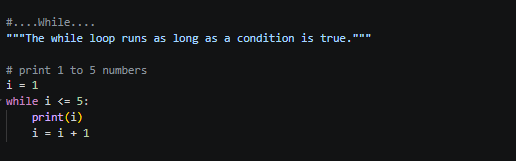 #....While....
"""The while loop runs as long as a condition is true."""
# print 1 to 5 numbers
i = 1
while i <= 5:
    print(i)
    i = i + 1